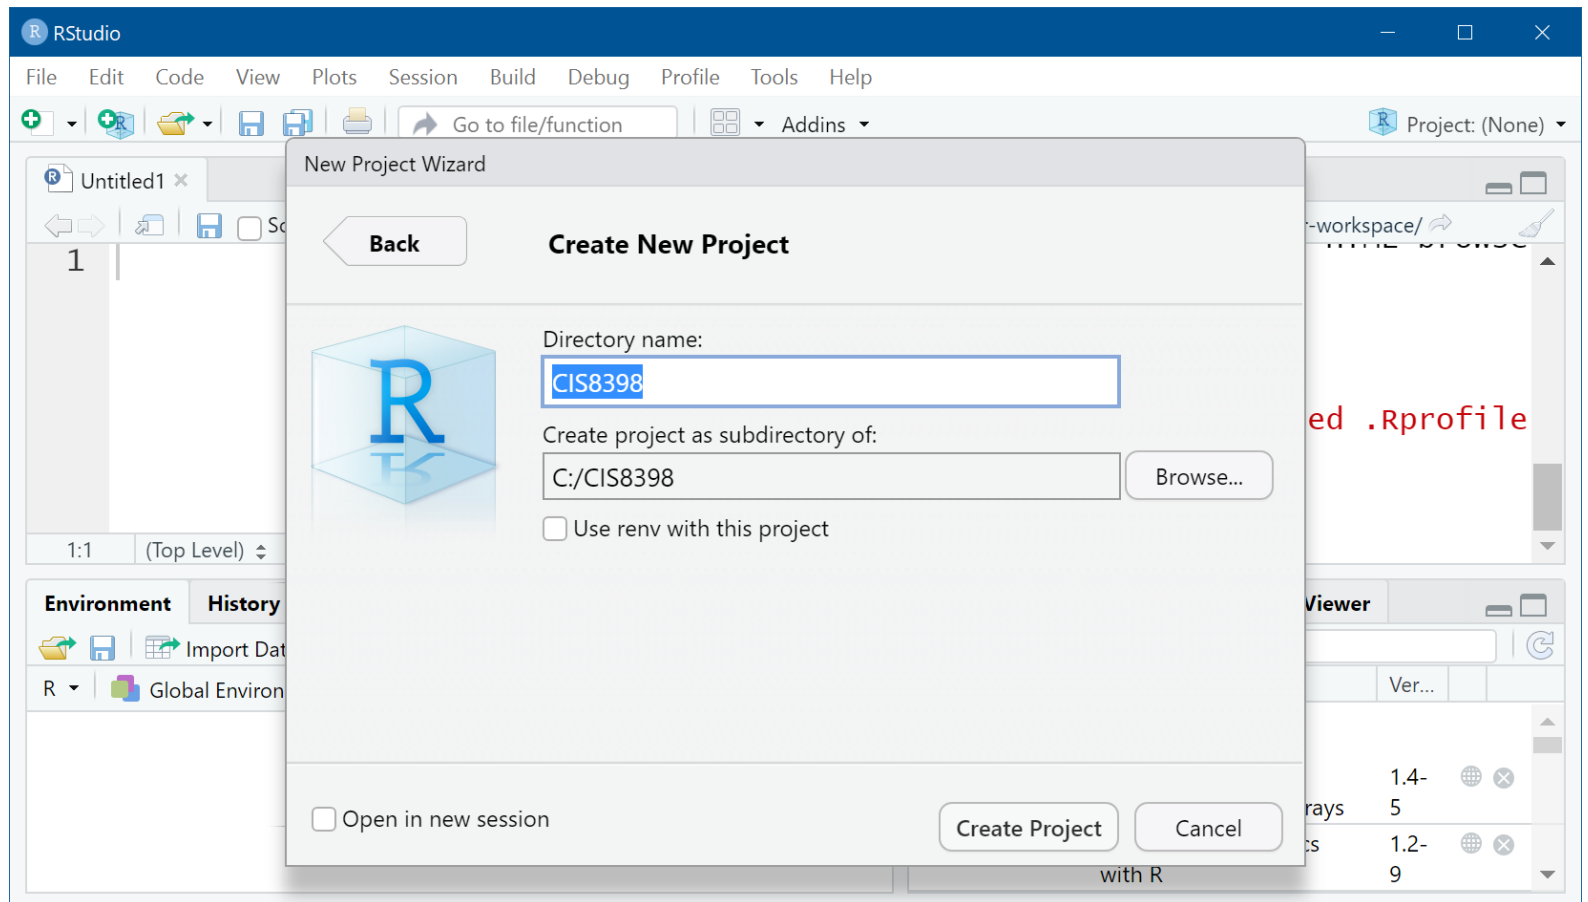 R RStudio
File Edit Code View Plots Session Build Debug Profile Tools Help
Go to file/function Addins Project: (None)
New Project Wizard
Untitled1
Back Create New Project
-workspace/
1
Directory name:
CIS8398
Create project as subdirectory of:
ed .Rprofile
C:/CIS8398 Browse...
Use renv with this project
1:1 (Top Level)
Environment History Viewer
Import Dat
R Global Environ
Ver...
1.4-
rays 5
Open in new session
Create Project Cancel
cs 1.2-
with R 9